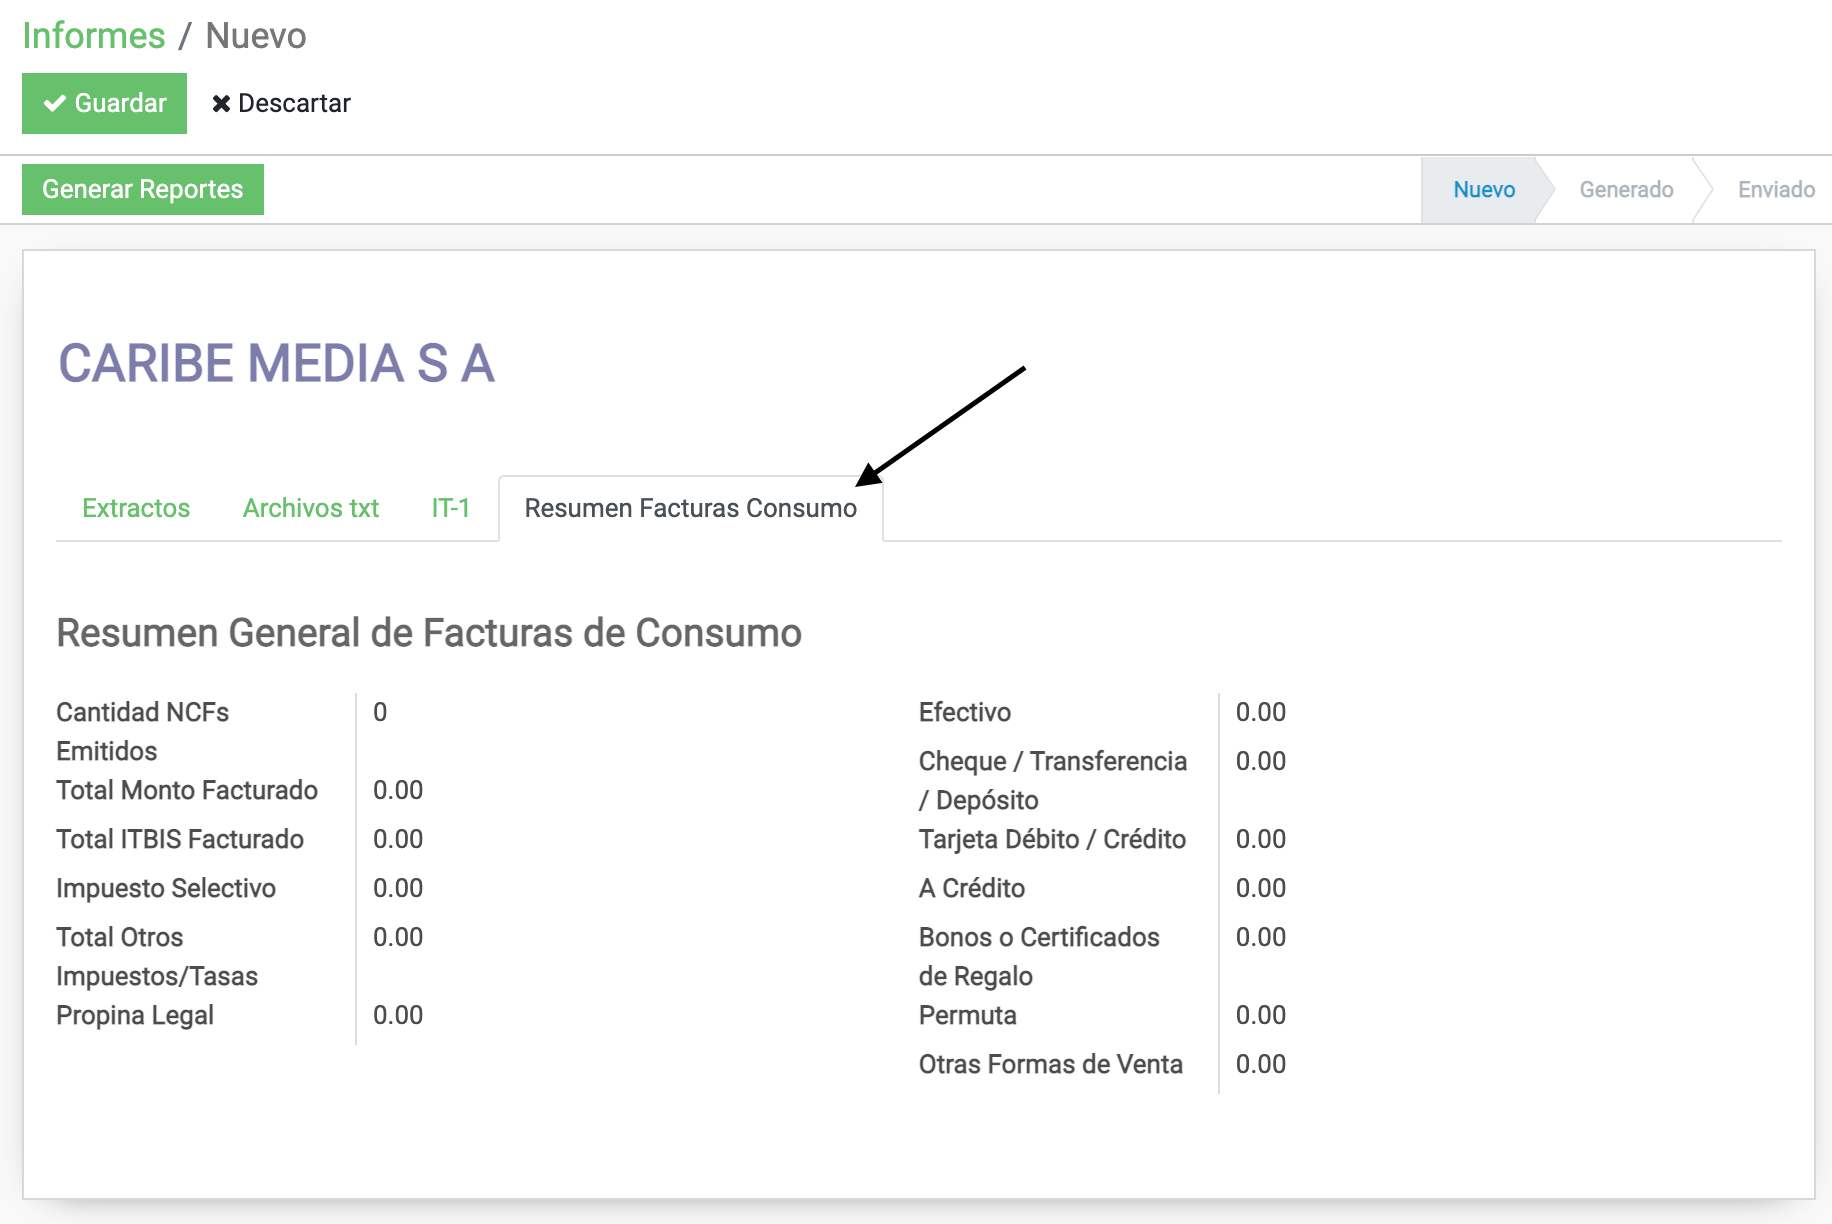 Informes / Nuevo
Guardar
Descartar
Generar Reportes
Nuevo
Generado
Enviado
CARIBE MEDIA S A
Extractos
Archivos txt
IT-1
Resumen Facturas Consumo
Resumen General de Facturas de Consumo
Cantidad NCFs 0
Emitidos
Total Monto Facturado 0.00
Total ITBIS Facturado 0.00
Impuesto Selectivo 0.00
Total Otros 0.00
Impuestos/Tasas
Propina Legal 0.00
Efectivo 0.00
Cheque / Transferencia 0.00
/ Depósito
Tarjeta Débito / Crédito 0.00
A Crédito 0.00
Bonos o Certificados 0.00
de Regalo
Permuta 0.00
Otras Formas de Venta 0.00